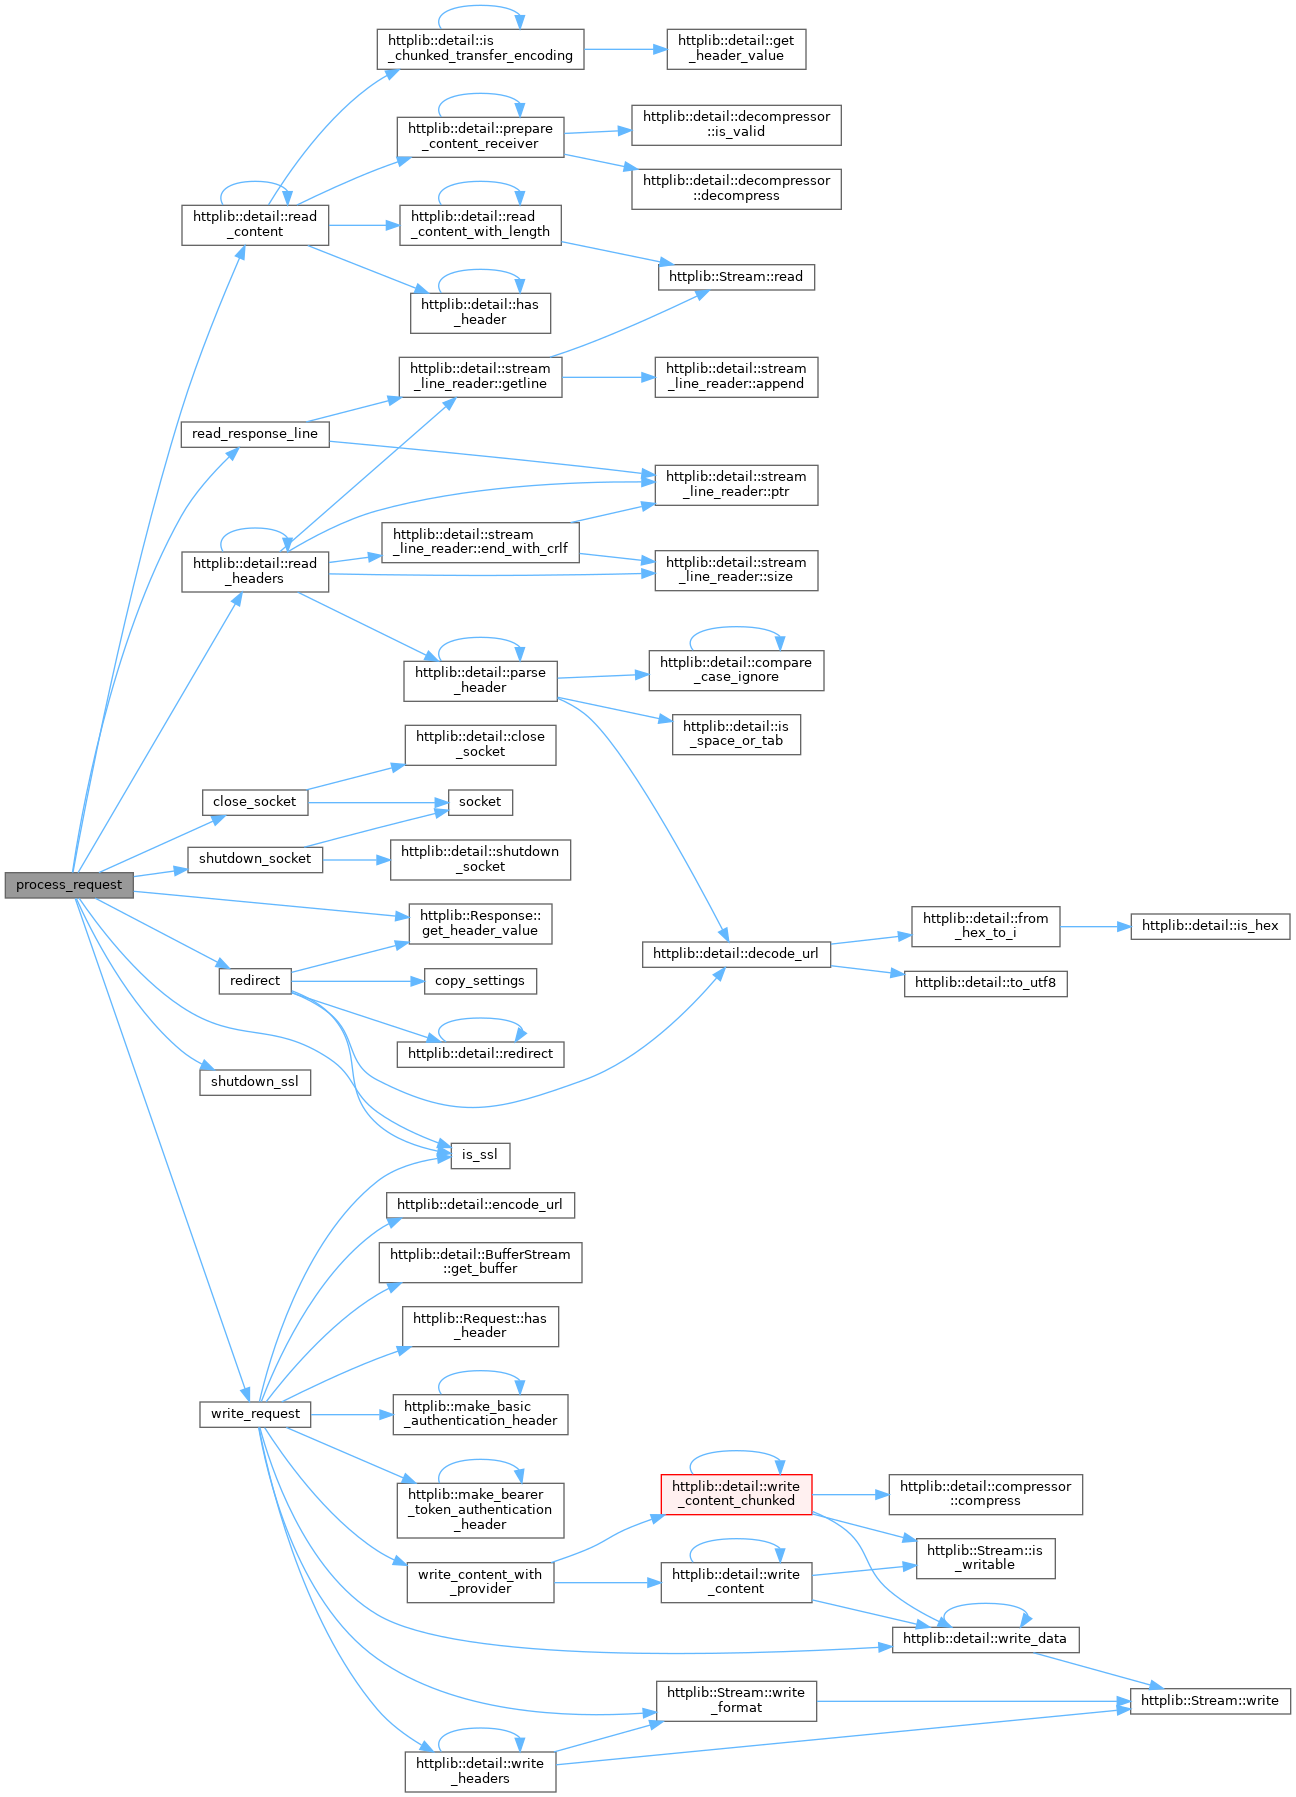 process_request
httplib::detail::read
_content
httplib::detail::is
_chunked_transfer_encoding
httplib::detail::get
_header_value
httplib::detail::prepare
_content_receiver
httplib::detail::decompressor
::is_valid
httplib::detail::decompressor
::decompress
httplib::detail::read
_content_with_length
httplib::Stream::read
httplib::detail::has
_header
read_response_line
httplib::detail::stream
_line_reader::getline
httplib::detail::stream
_line_reader::append
httplib::detail::stream
_line_reader::ptr
httplib::detail::read
_headers
httplib::detail::stream
_line_reader::end_with_crlf
httplib::detail::stream
_line_reader::size
httplib::detail::parse
_header
httplib::detail::compare
_case_ignore
httplib::detail::is
_space_or_tab
httplib::detail::decode_url
httplib::detail::from
_hex_to_i
httplib::detail::is_hex
httplib::detail::to_utf8
close_socket
httplib::detail::close
_socket
socket
shutdown_socket
httplib::detail::shutdown
_socket
httplib::Response::
get_header_value
redirect
copy_settings
httplib::detail::redirect
shutdown_ssl
is_ssl
write_request
httplib::detail::encode_url
httplib::detail::BufferStream
::get_buffer
httplib::Request::has
_header
httplib::make_basic
_authentication_header
httplib::make_bearer
_token_authentication
_header
write_content_with
_provider
httplib::detail::write
_content_chunked
httplib::detail::compressor
::compress
httplib::Stream::is
_writable
httplib::detail::write
_content
httplib::detail::write_data
httplib::Stream::write
_format
httplib::Stream::write
httplib::detail::write
_headers